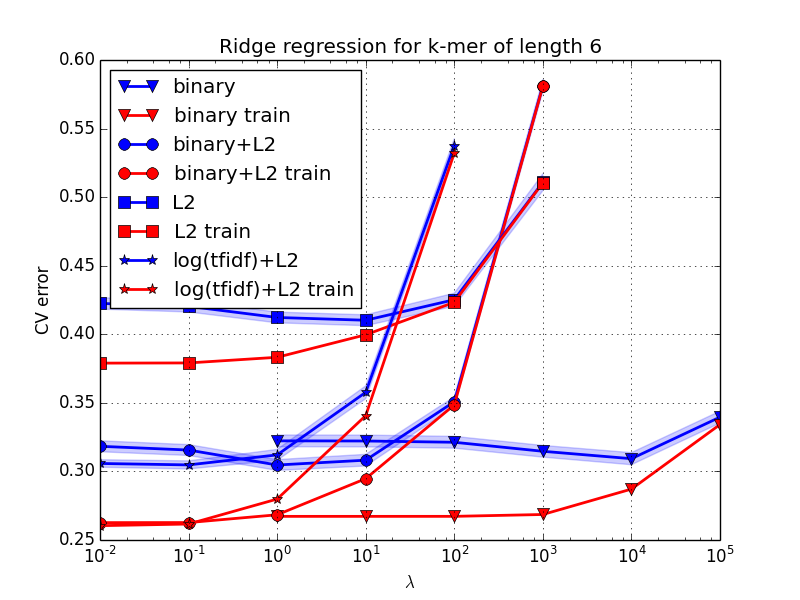 Ridge regression for k-mer of length 6
0.60
0.55
0.50
0.45
0.40
0.35
0.30
0.25
CV error
binary
binary train
binary+L2
binary+L2 train
L2
L2 train
log(tfidf)+L2
log(tfidf)+L2 train
10^-2 10^-1 10^0 10^1 10^2 10^3 10^4 10^5
λ